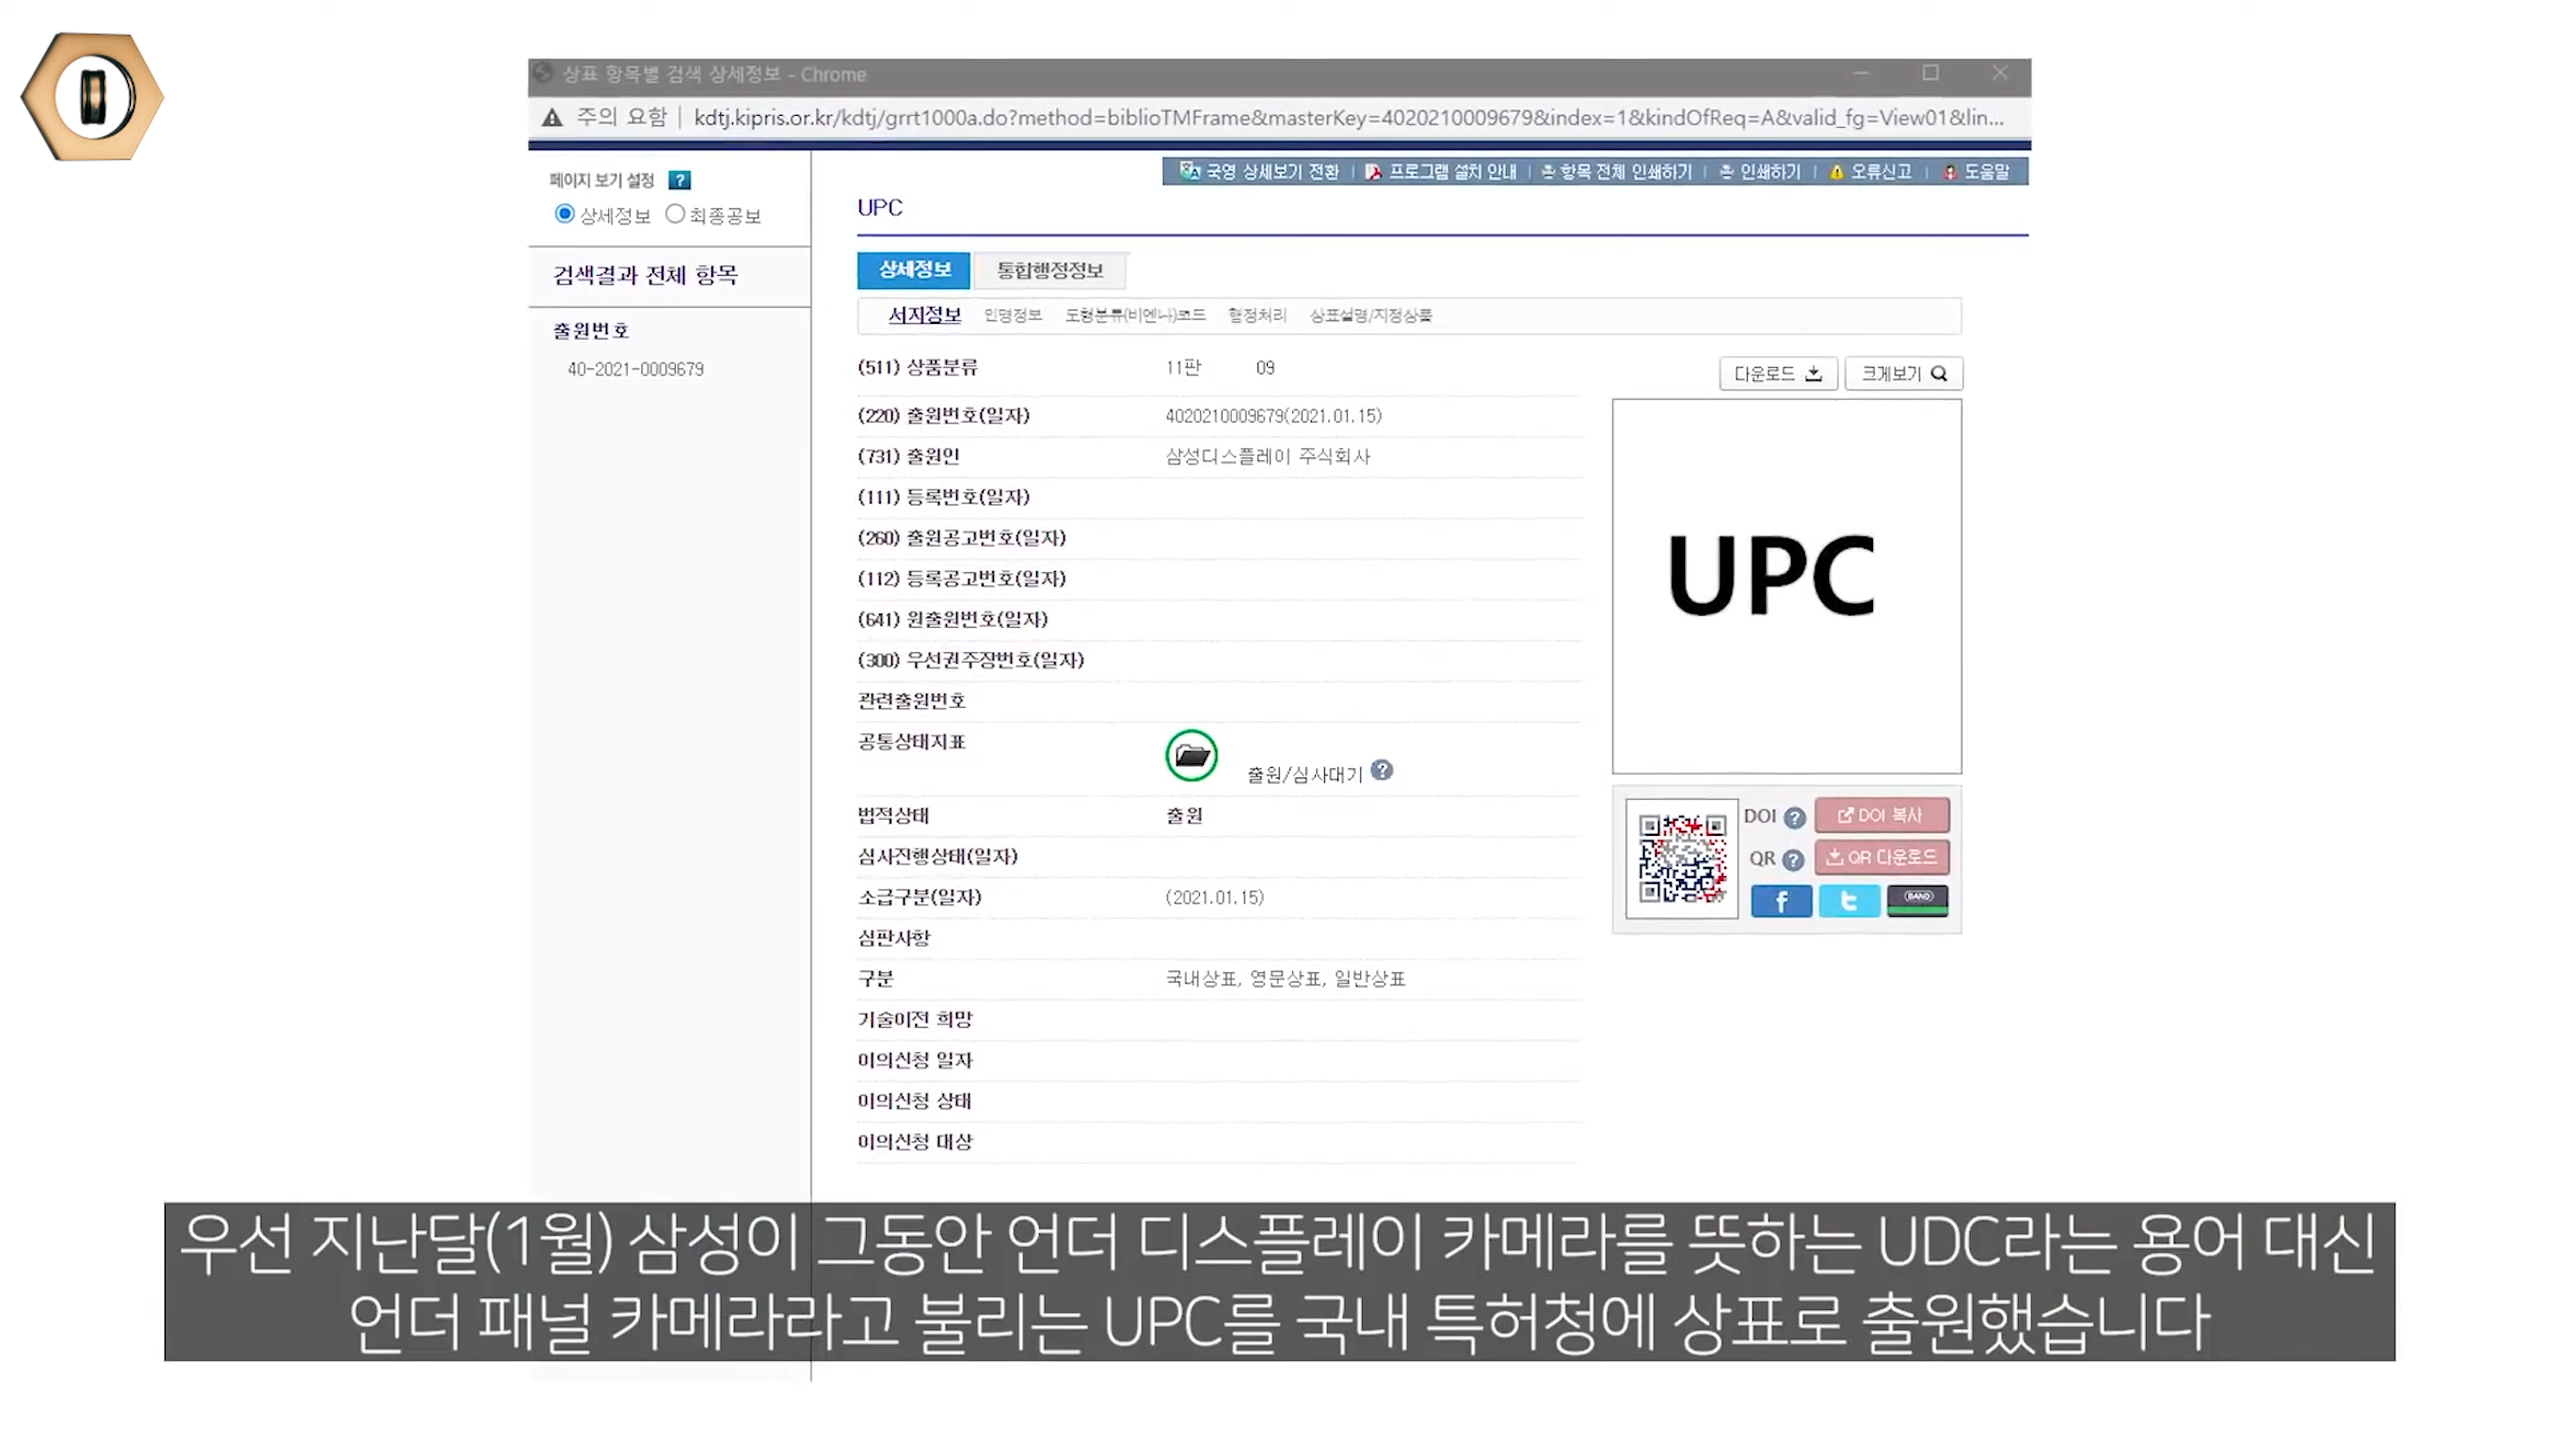 상표 항목별 검색 상세정보 - Chrome
주의 요함 | kdtj.kipris.or.kr/kdtj/grrt1000a.do?method=biblioTMFrame&masterKey=4020210009679&index=1&kindOfReq=A&valid_fg=View01&lin...
페이지 보기 설정 ?
상세정보 최종공보
검색결과 전체 항목
출원번호
40-2021-0009679
국영 상세보기 전환 | 프로그램 설치 안내 | 항목 전체 인쇄하기 | 인쇄하기 | 오류신고 | 도움말
UPC
상세정보 통합행정정보
서지정보 인명정보 도형분류(비엔나)코드 행정처리 상표설명/지정상품
(511) 상품분류 11판 09
(220) 출원번호(일자) 4020210009679(2021.01.15)
(731) 출원인 삼성디스플레이 주식회사
(111) 등록번호(일자)
(260) 출원공고번호(일자)
(112) 등록공고번호(일자)
(641) 원출원번호(일자)
(300) 우선권주장번호(일자)
관련출원번호
공통상태지표 출원/심사대기 ?
법적상태 출원
심사진행상태(일자)
소급구분(일자) (2021.01.15)
심판사항
구분 국내상표, 영문상표, 일반상표
기술이전 희망
이의신청 일자
이의신청 상태
이의신청 대상
다운로드 크게보기
UPC
DOI ? DOI 복사
QR ? QR 다운로드
BAND
우선 지난달(1월) 삼성이 그동안 언더 디스플레이 카메라를 뜻하는 UDC라는 용어 대신
언더 패널 카메라라고 불리는 UPC를 국내 특허청에 상표로 출원했습니다